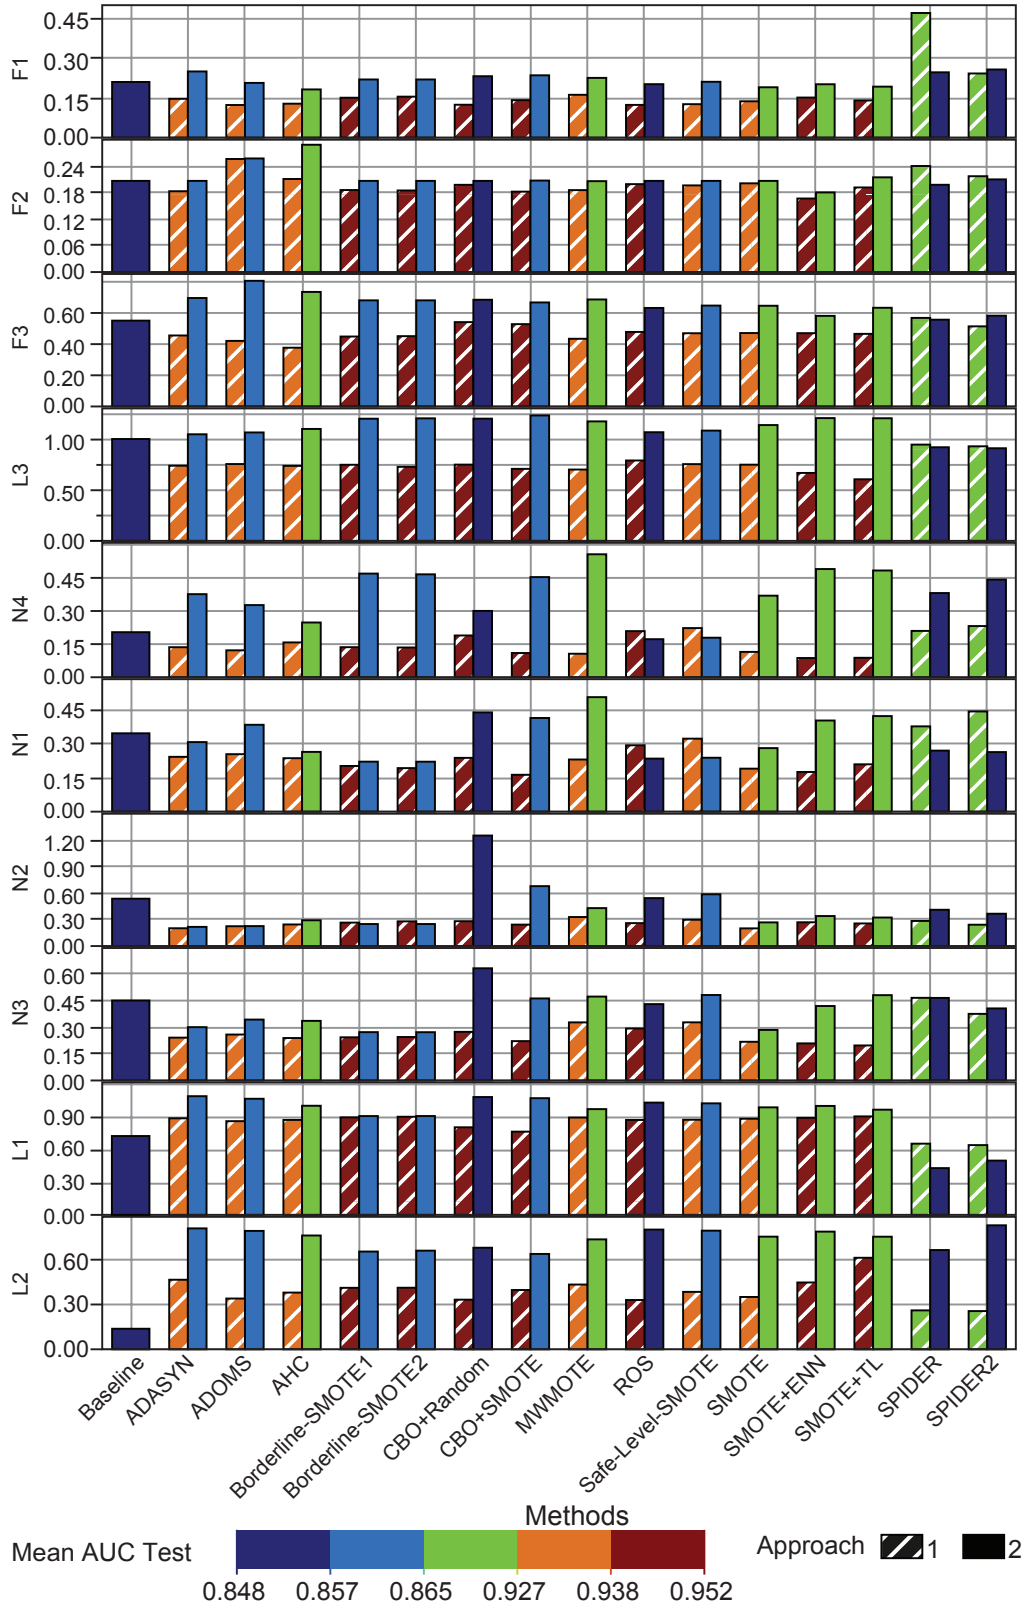 F1
0.45
0.30
0.15
0.00
F2
0.24
0.18
0.12
0.06
0.00
F3
0.60
0.40
0.20
0.00
L3
1.00
0.50
0.00
N4
0.45
0.30
0.15
0.00
N1
0.45
0.30
0.15
0.00
N2
1.20
0.90
0.60
0.30
0.00
N3
0.60
0.45
0.30
0.15
0.00
L1
0.90
0.60
0.30
0.00
L2
0.60
0.30
0.00
Baseline
ADASYN
ADOMS
AHC
Borderline-SMOTE1
Borderline-SMOTE2
CBO+Random
CBO+SMOTE
MWMOTE
ROS
Safe-Level-SMOTE
SMOTE
SMOTE+ENN
SMOTE+TL
SPIDER
SPIDER2
Methods
Mean AUC Test
0.848 0.857 0.865 0.927 0.938 0.952
Approach 1 2